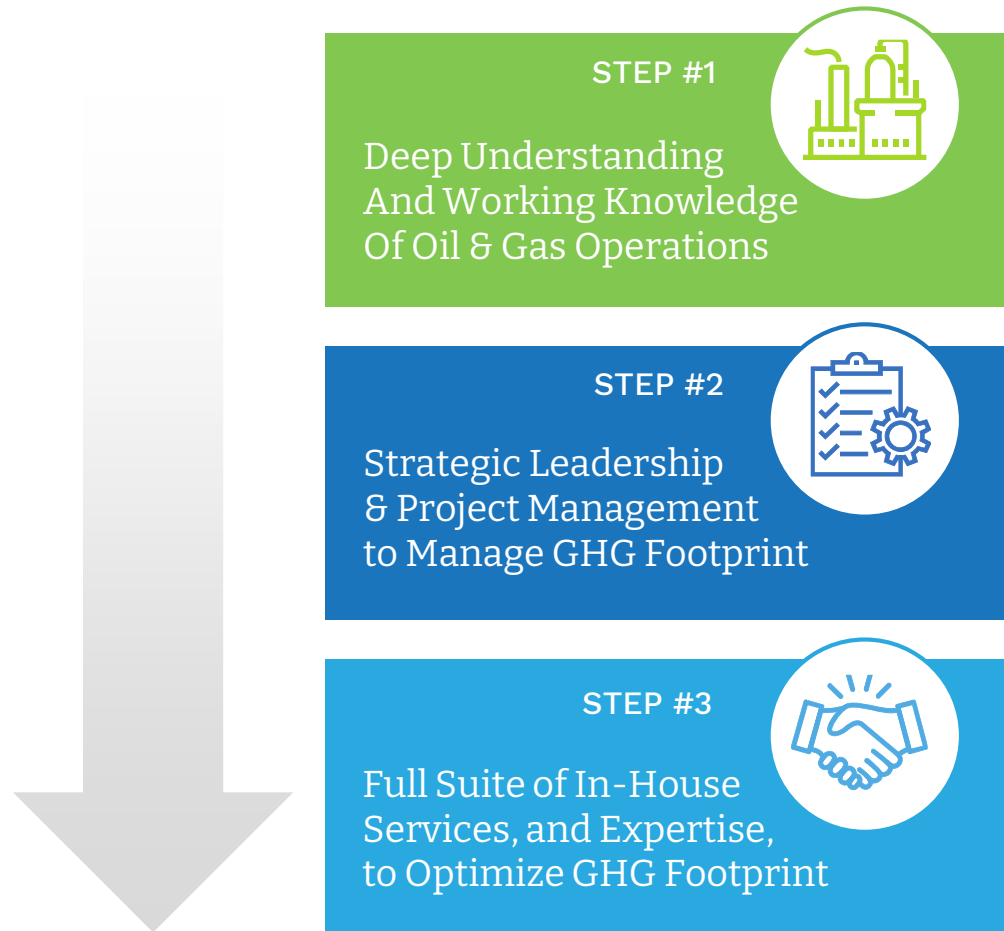 STEP #1
Deep Understanding
And Working Knowledge
Of Oil & Gas Operations
STEP #2
Strategic Leadership
& Project Management
to Manage GHG Footprint
STEP #3
Full Suite of In-House
Services, and Expertise,
to Optimize GHG Footprint